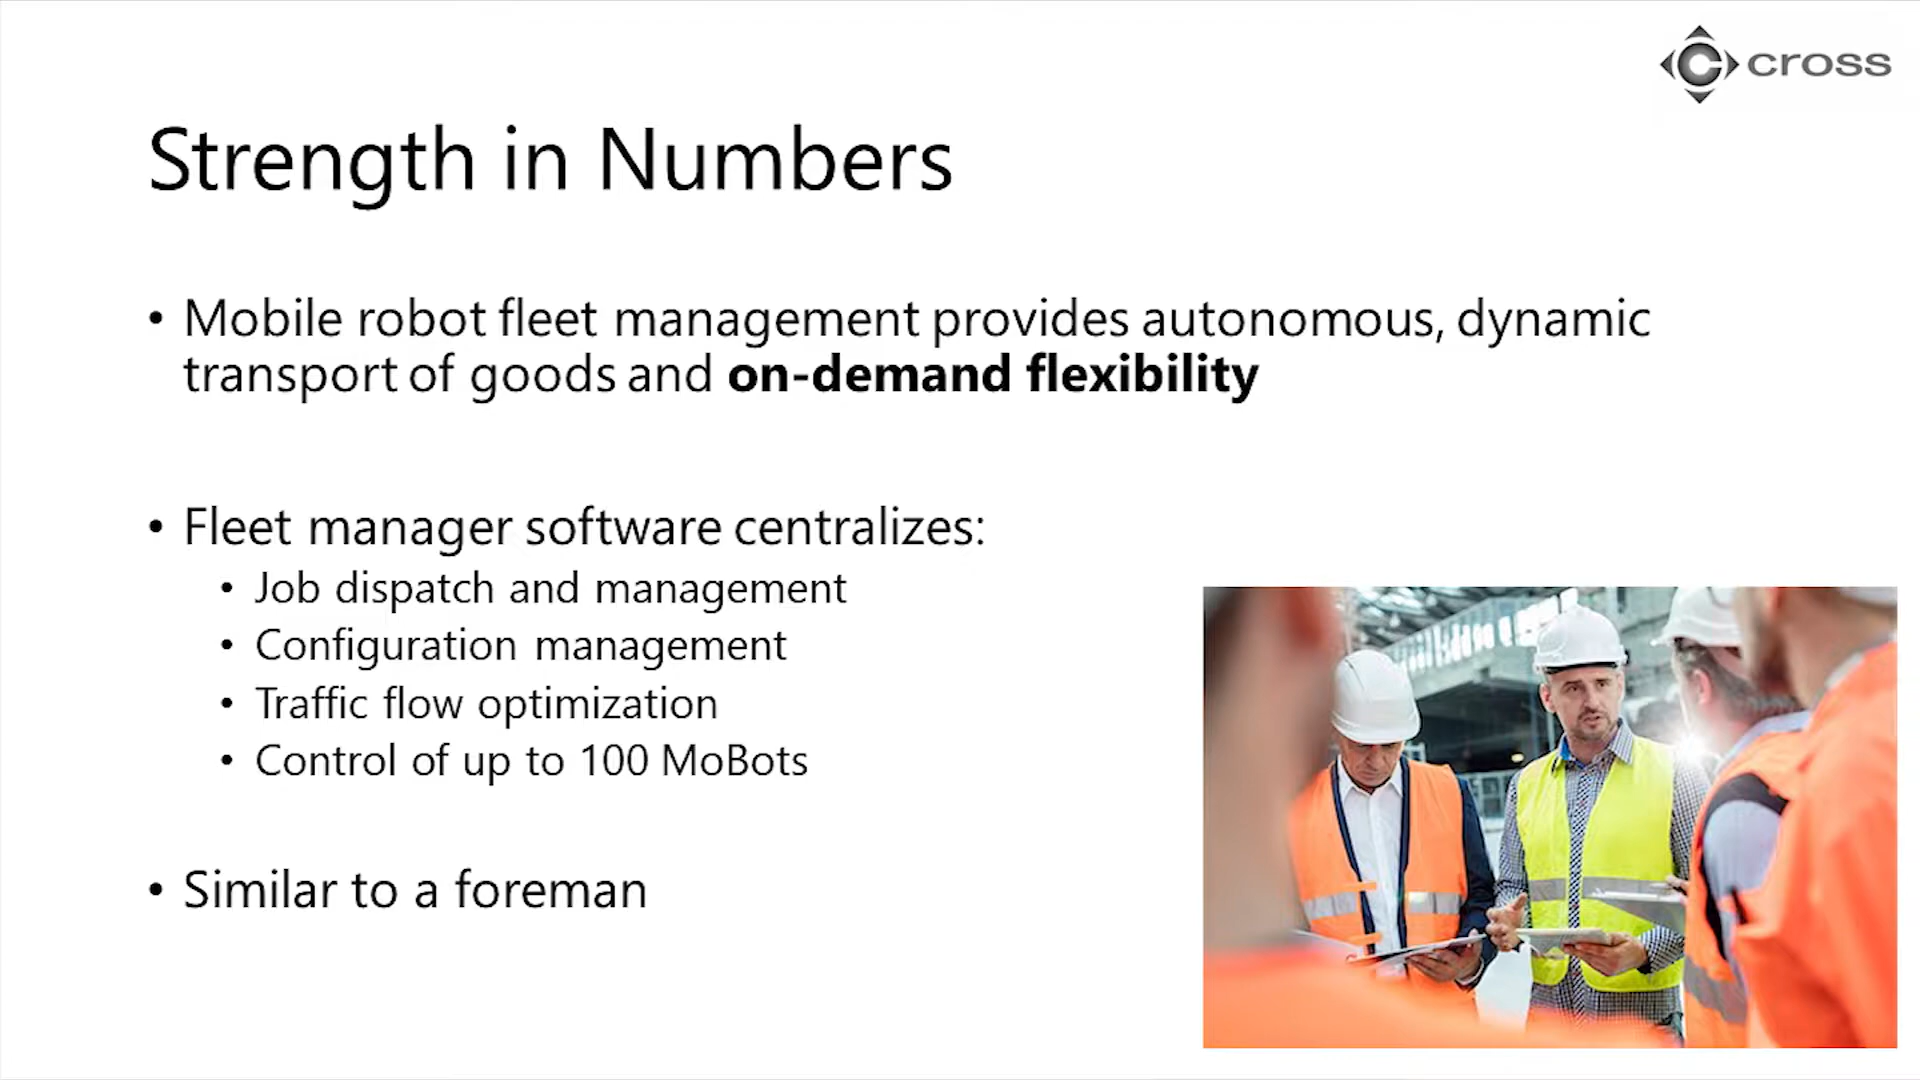 cross
Strength in Numbers
• Mobile robot fleet management provides autonomous, dynamic
transport of goods and on-demand flexibility
• Fleet manager software centralizes:
• Job dispatch and management
• Configuration management
• Traffic flow optimization
• Control of up to 100 MoBots
• Similar to a foreman